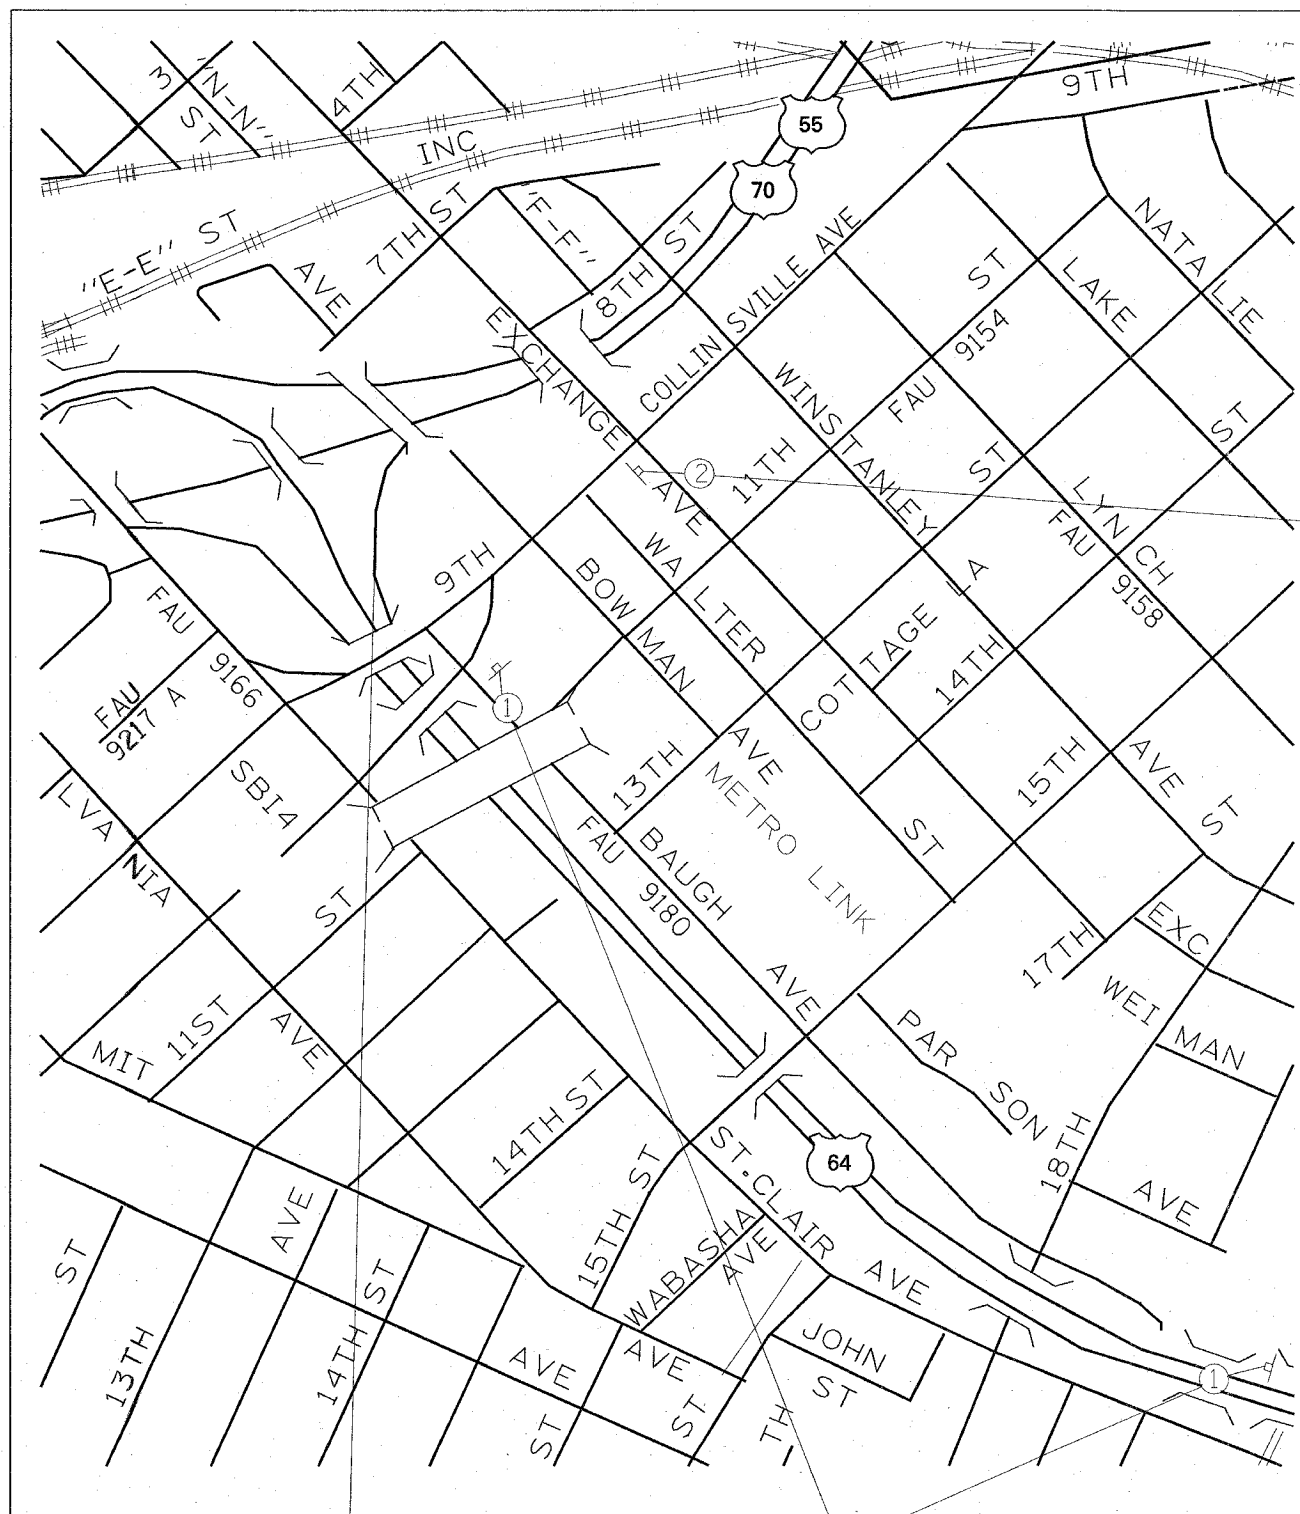 3
ST
"N-N"
4TH
INC
55
70
9TH
"E-E" ST
AVE
7TH ST
"F-F"
8TH ST
COLLIN SVILLE AVE
ST
NATA LIE
LAKE
9154
FAU
EXCHANGE AVE
WINS TANLEY
11TH
ST
ST
2
LYN CH
FAU
9158
9TH
WA LTER
BOW MAN AVE
COT TAGE LA
14TH
FAU
9166
FAU
9217 A
SBI4
1
13TH
METRO LINK
ST
15TH
AVE
ST
LVA NIA AVE
FAU
9180
BAUGH AVE
17TH
EXC
WEI MAN
ST
11ST
MIT
PAR SON
18TH
AVE
14TH ST
15TH ST
ST. CLAIR AVE
64
WABASHA
AVE
ST
13TH
AVE
14TH ST
AVE
AVE
ST
ST
TH
JOHN
ST
1